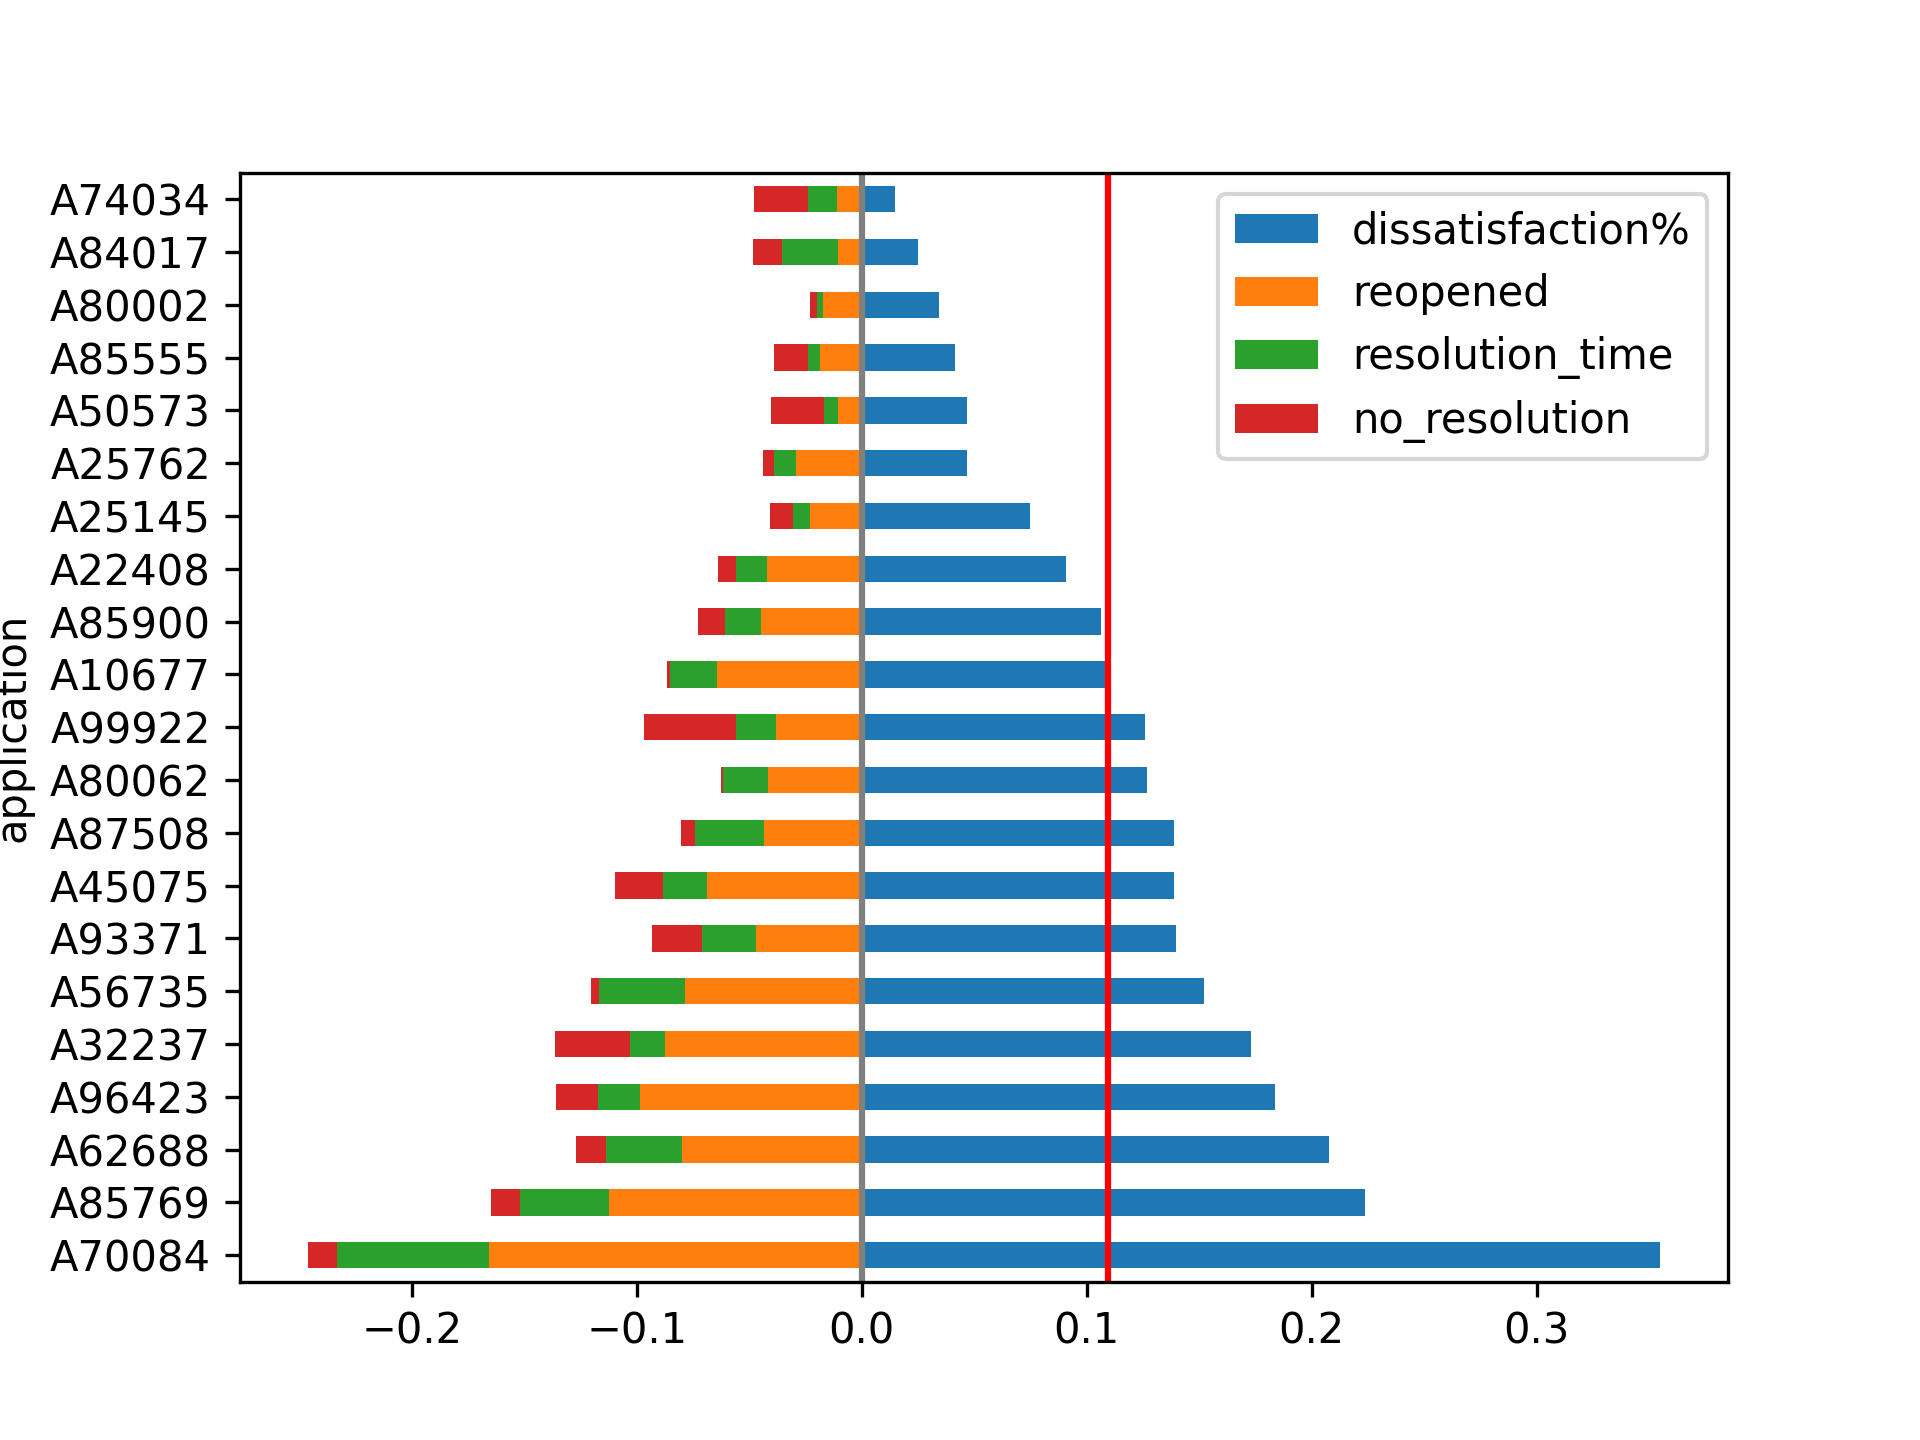 A74034
A84017
A80002
A85555
A50573
A25762
A25145
A22408
A85900
A10677
A99922
A80062
A87508
A45075
A93371
A56735
A32237
A96423
A62688
A85769
A70084
application
dissatisfaction%
reopened
resolution_time
no_resolution
−0.2 −0.1 0.0 0.1 0.2 0.3